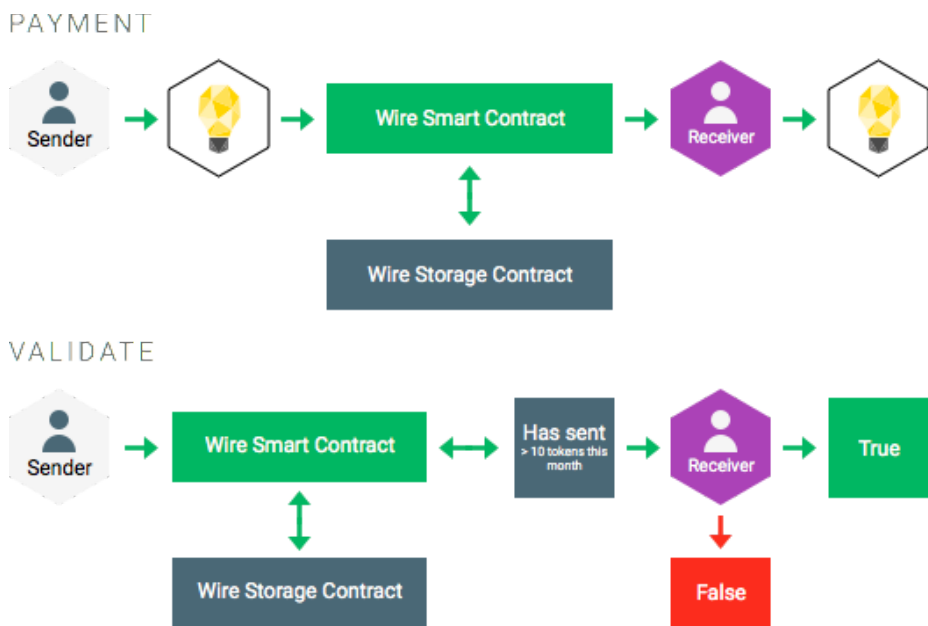 PAYMENT
Sender
Wire Smart Contract
Receiver
Wire Storage Contract
VALIDATE
Sender
Wire Smart Contract
Has sent
> 10 tokens this
month
Receiver
True
Wire Storage Contract
False